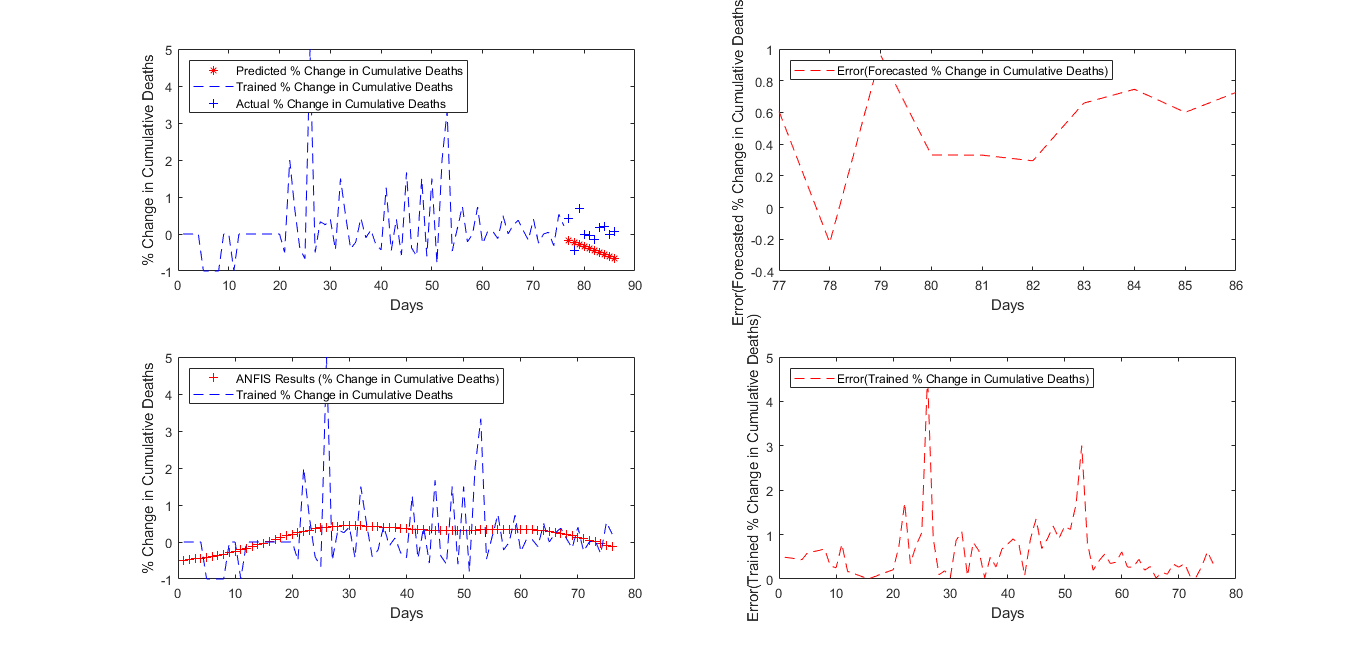 % Change in Cumulative Deaths
5
4
3
2
1
0
-1
Predicted % Change in Cumulative Deaths
Trained % Change in Cumulative Deaths
Actual % Change in Cumulative Deaths
0 10 20 30 40 50 60 70 80 90
Days
Error(Forecasted % Change in Cumulative Deaths)
1
0.8
0.6
0.4
0.2
0
-0.2
-0.4
Error(Forecasted % Change in Cumulative Deaths)
77 78 79 80 81 82 83 84 85 86
Days
% Change in Cumulative Deaths
5
4
3
2
1
0
-1
ANFIS Results (% Change in Cumulative Deaths)
Trained % Change in Cumulative Deaths
0 10 20 30 40 50 60 70 80
Days
Error(Trained % Change in Cumulative Deaths)
5
4
3
2
1
0
Error(Trained % Change in Cumulative Deaths)
0 10 20 30 40 50 60 70 80
Days